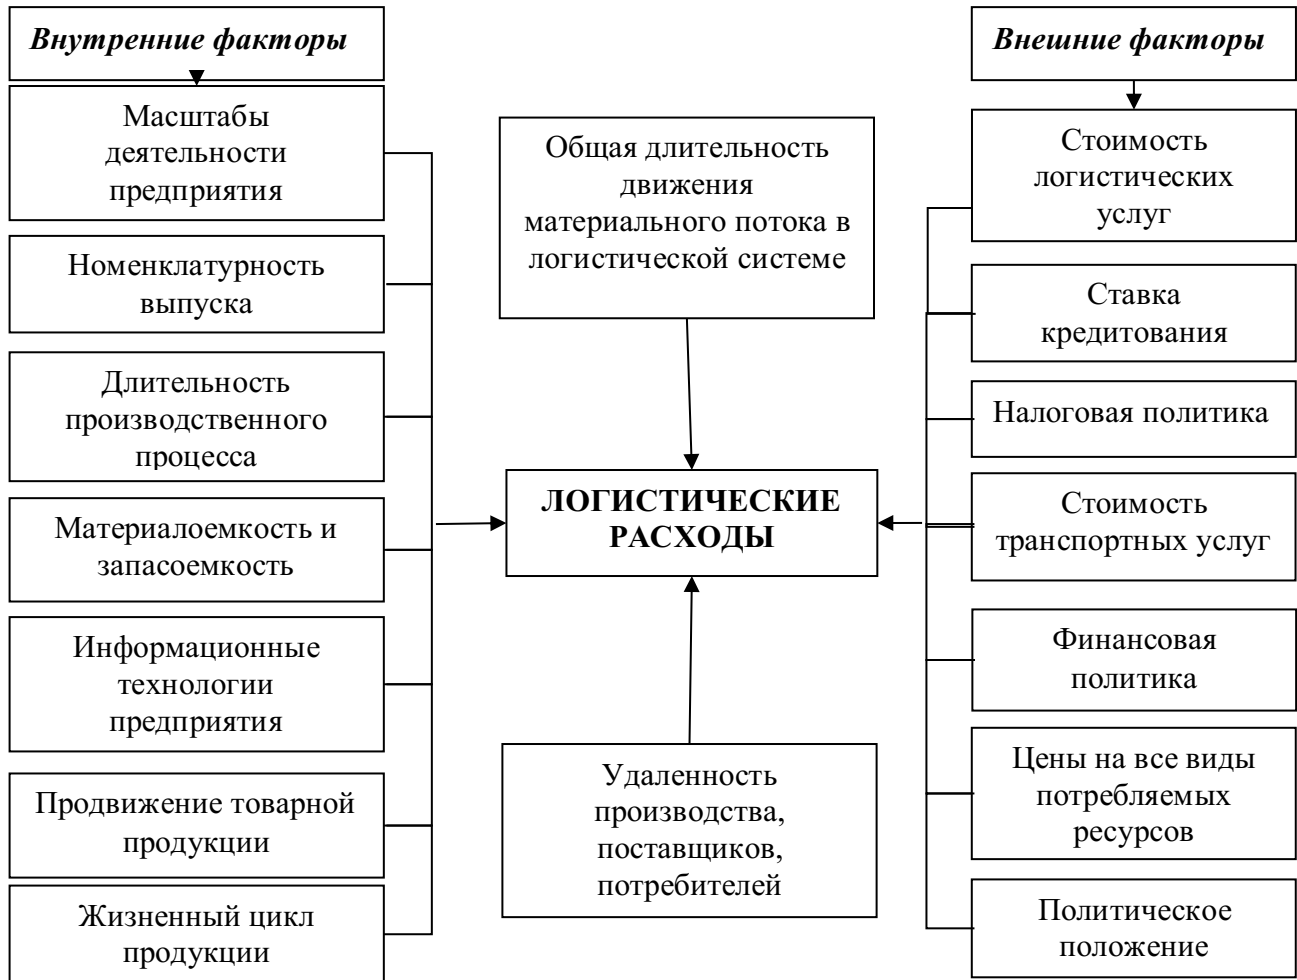 Внутренние факторы
Масштабы
деятельности
предприятия
Номенклатурность
выпуска
Длительность
производственного
процесса
Материалоемкость и
запасоемкость
Информационные
технологии
предприятия
Продвижение товарной
продукции
Жизненный цикл
продукции
Общая длительность
движения
материального потока в
логистической системе
ЛОГИСТИЧЕСКИЕ
РАСХОДЫ
Удаленность
производства,
поставщиков,
потребителей
Внешние факторы
Стоимость
логистических
услуг
Ставка
кредитования
Налоговая политика
Стоимость
транспортных услуг
Финансовая
политика
Цены на все виды
потребляемых
ресурсов
Политическое
положение